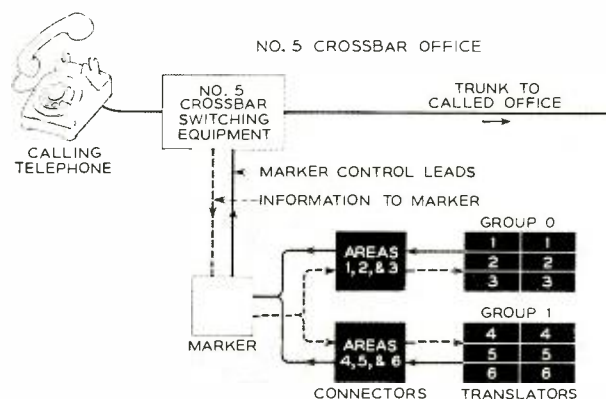 NO. 5 CROSSBAR OFFICE
NO. 5
CROSSBAR
SWITCHING
EQUIPMENT
TRUNK TO
CALLED OFFICE
CALLING
TELEPHONE
MARKER CONTROL LEADS
INFORMATION TO MARKER
GROUP 0
AREAS
1, 2, & 3
1 1
2 2
3 3
GROUP 1
MARKER
AREAS
4, 5, & 6
4 4
5 5
6 6
CONNECTORS
TRANSLATORS